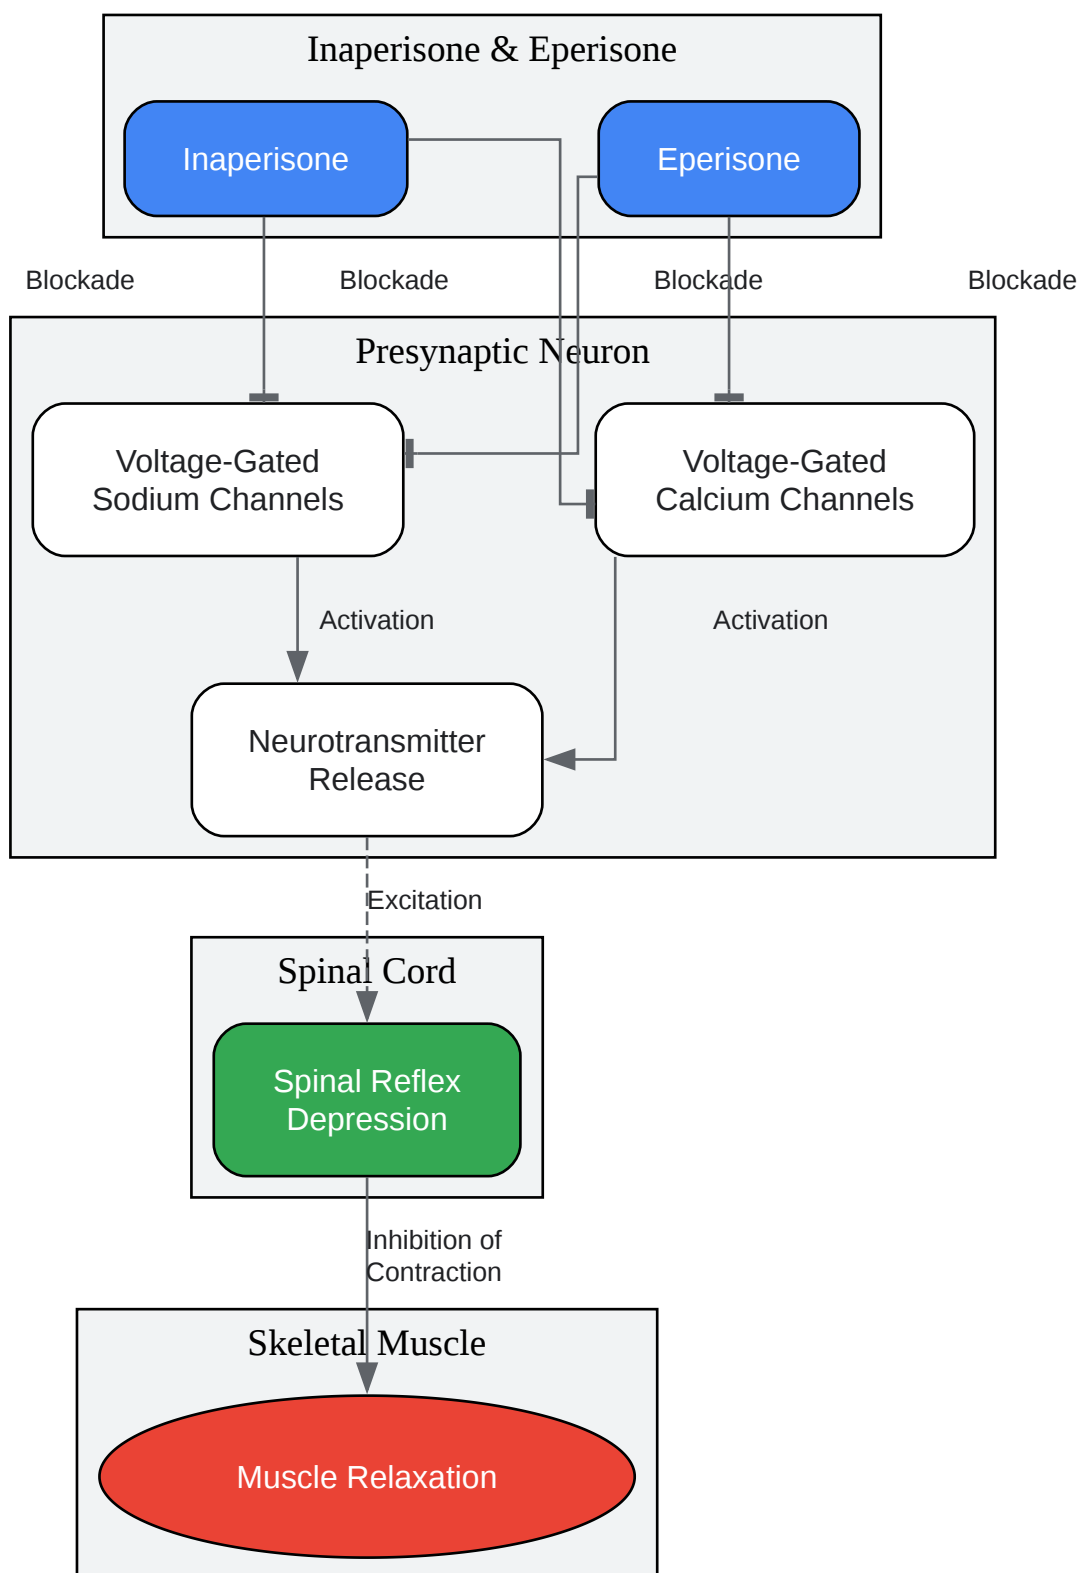 Inaperisone & Eperisone
Inaperisone
Eperisone
Blockade
Blockade
Blockade
Blockade
Presynaptic Neuron
Voltage-Gated
Sodium Channels
Voltage-Gated
Calcium Channels
Activation
Activation
Neurotransmitter
Release
Excitation
Spinal Cord
Spinal Reflex
Depression
Inhibition of
Contraction
Skeletal Muscle
Muscle Relaxation